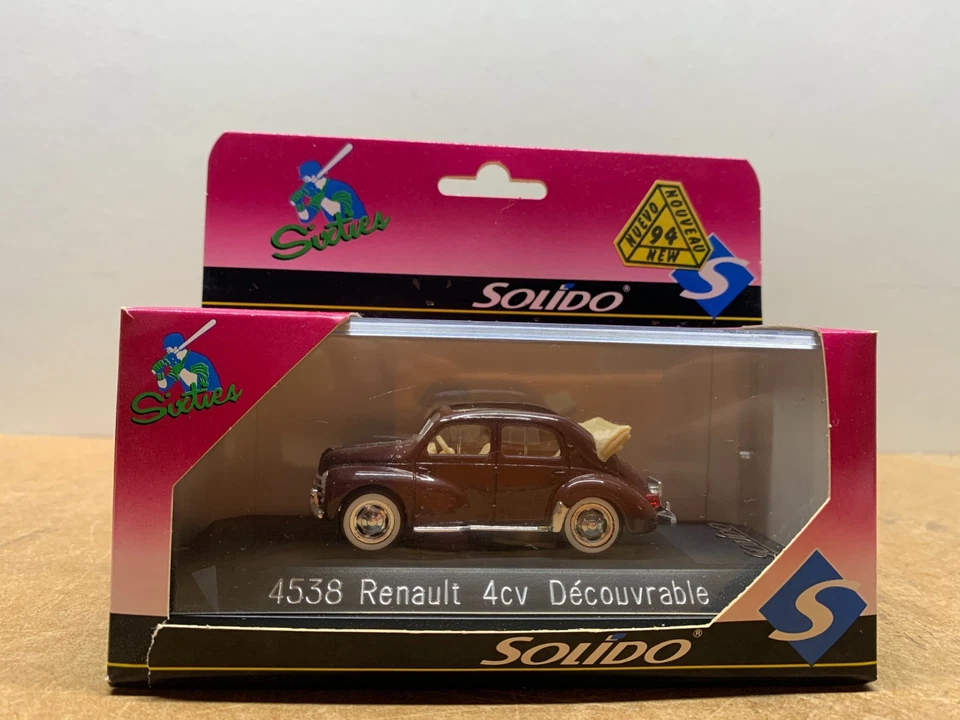 Sixties
NUEVO
NOUVEAU
94
NEW
SOLIDO®
S
Sixties
4538 Renault 4cv Découvrable
SOLIDO®
S